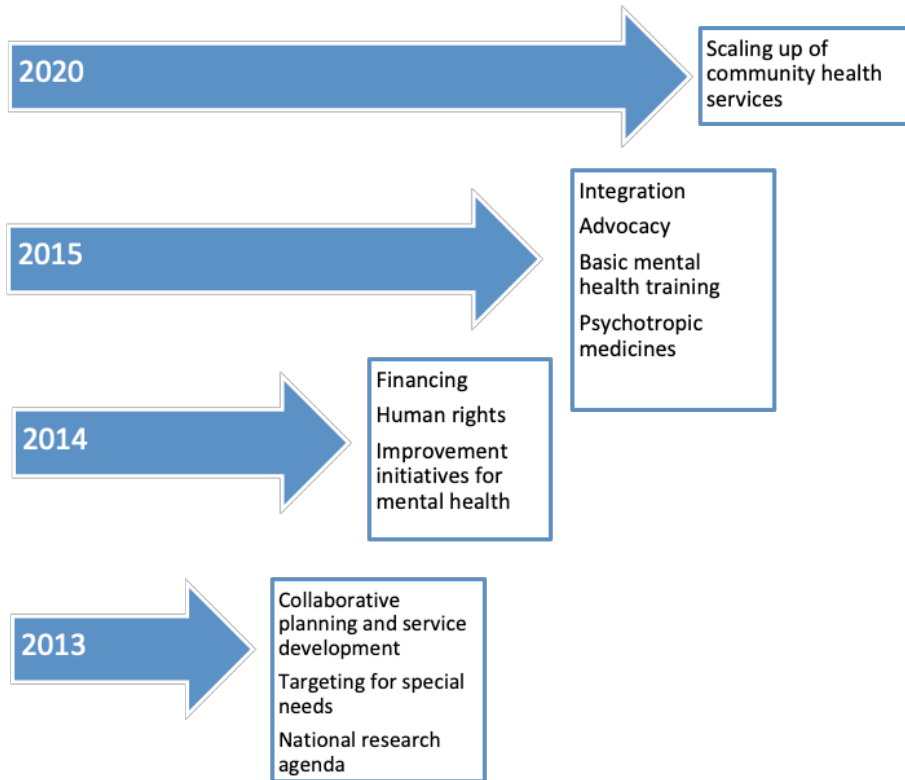 2020
Scaling up of
community health
services
2015
Integration
Advocacy
Basic mental
health training
Psychotropic
medicines
2014
Financing
Human rights
Improvement
initiatives for
mental health
2013
Collaborative
planning and service
development
Targeting for special
needs
National research
agenda